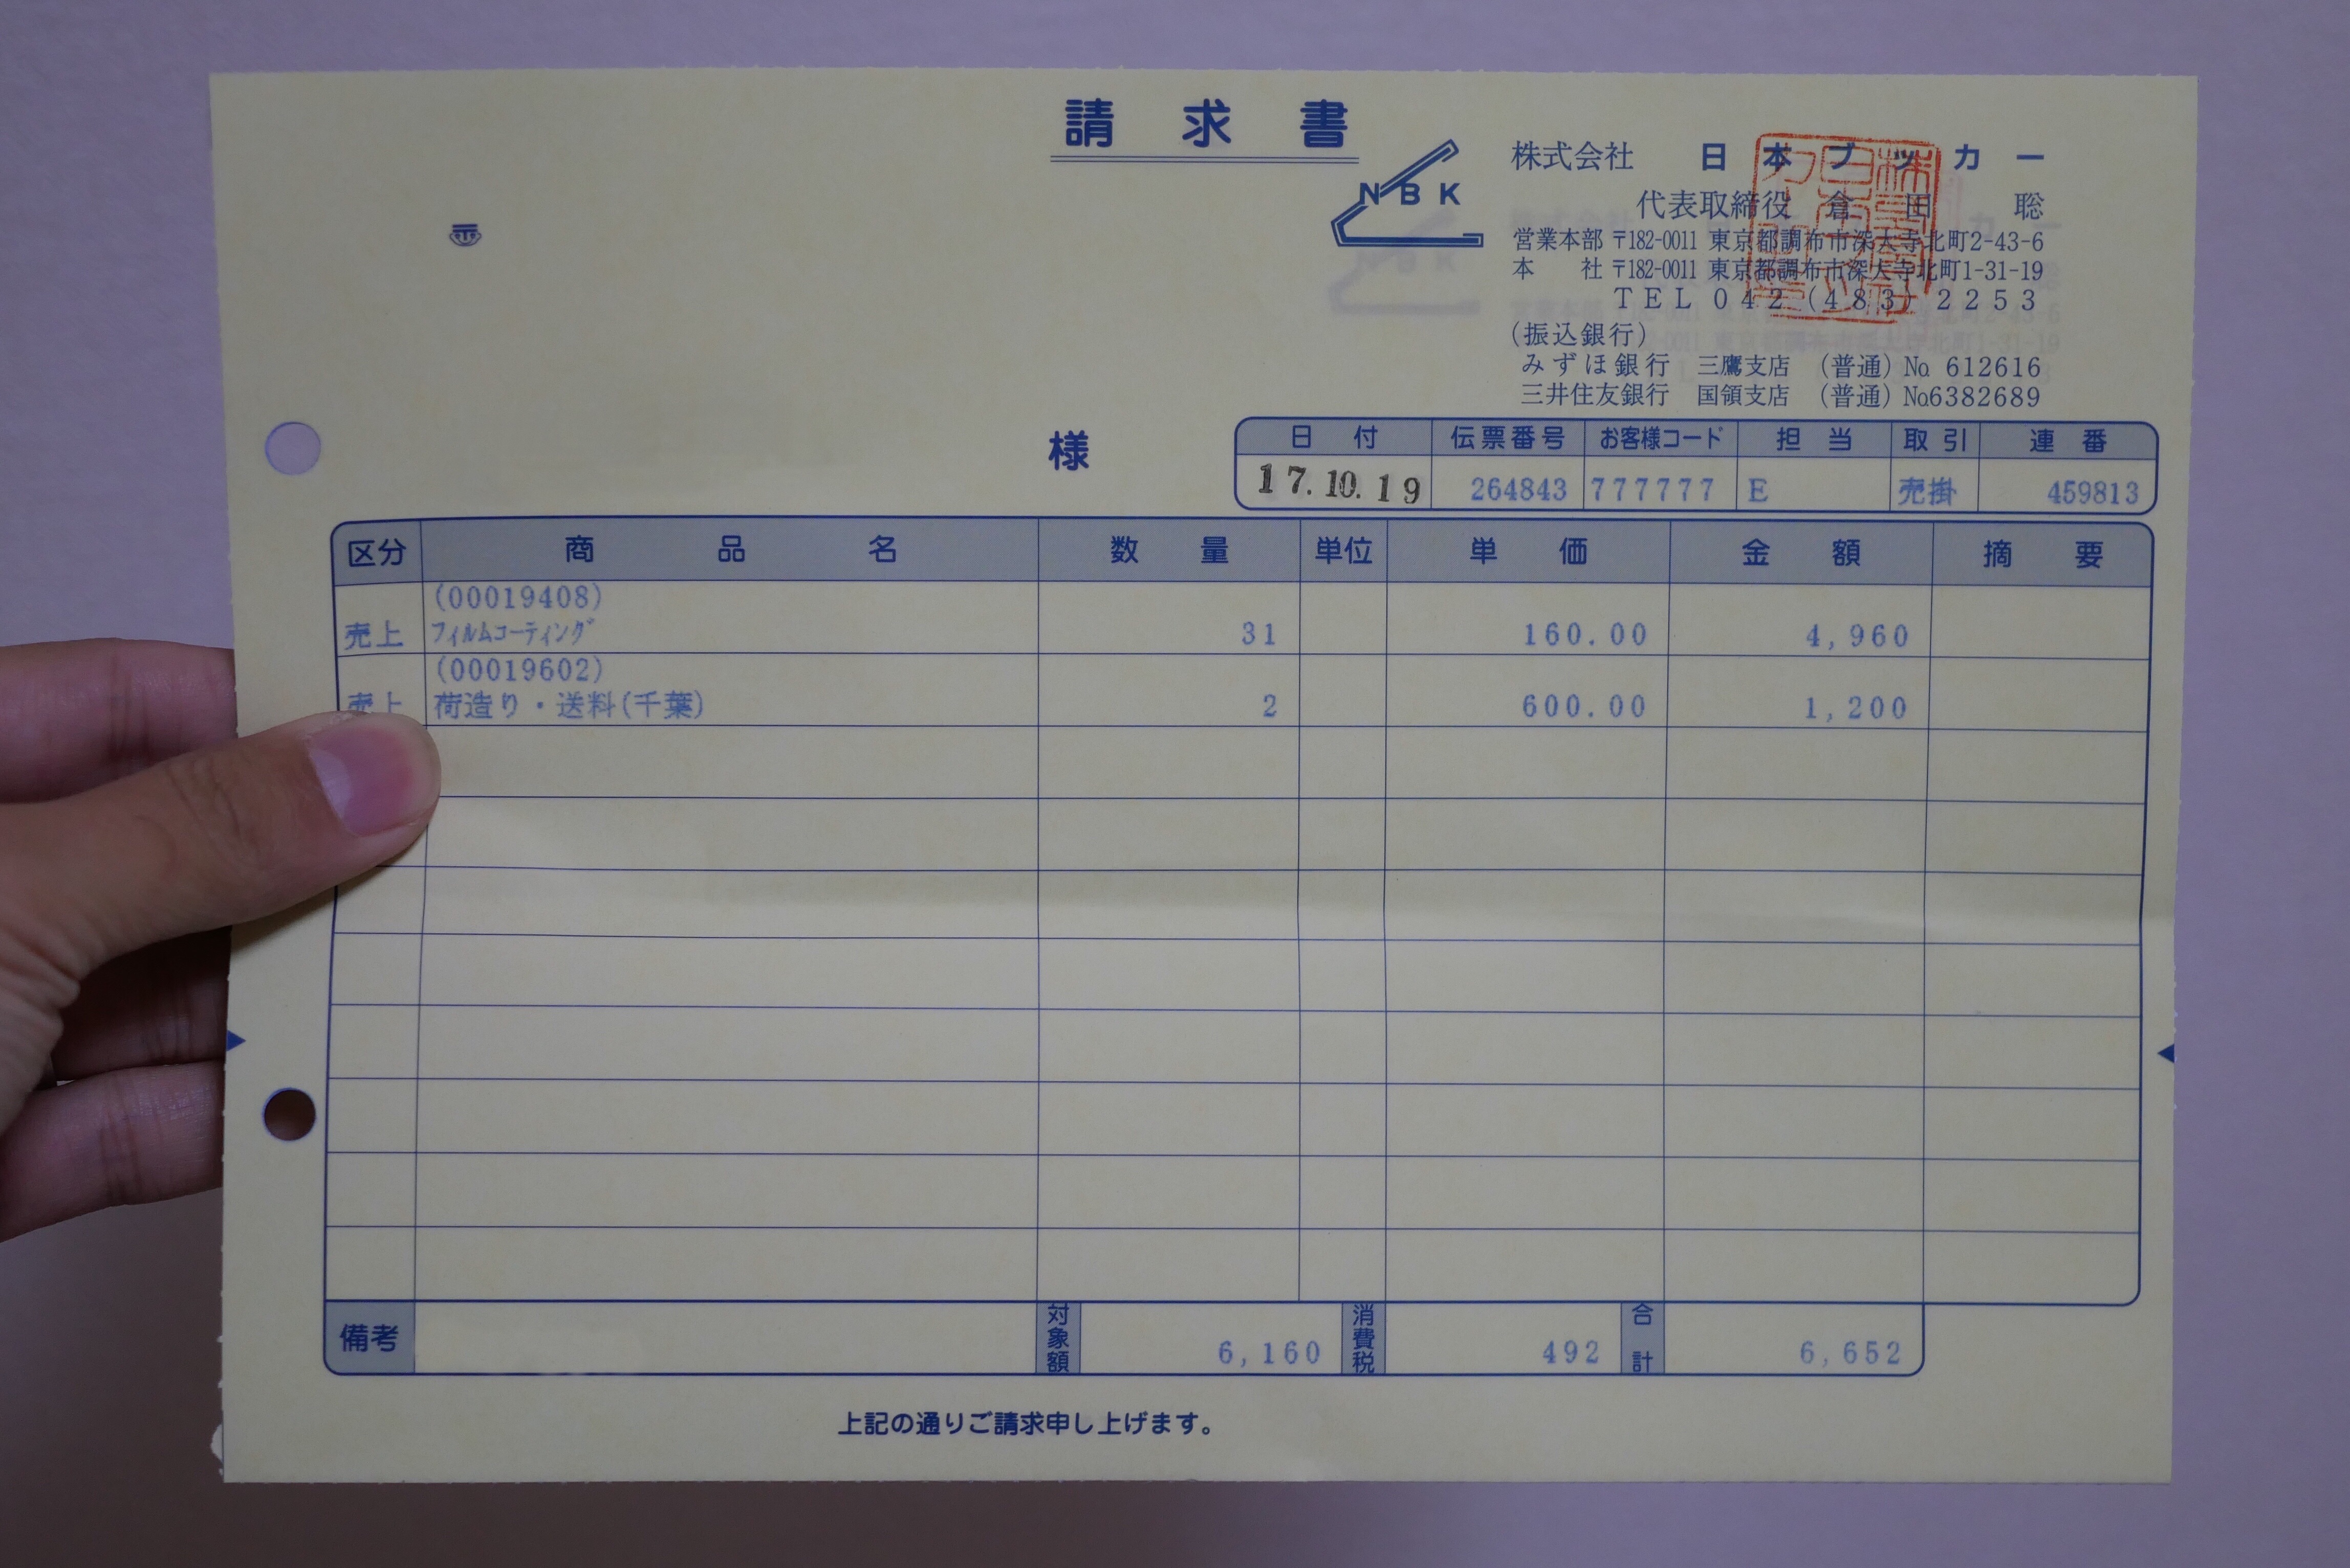 請求書
NBK
株式会社 日本ブッカー
代表取締役 倉田 聡
営業本部 〒182-0011 東京都調布市深大寺北町2-43-6
本 社 〒182-0011 東京都調布市深大寺北町1-31-19
TEL 042 (483) 2253
(振込銀行)
みずほ銀行 三鷹支店 (普通) No. 612616
三井住友銀行 国領支店 (普通) No.6382689
様
日付 伝票番号 お客様コード 担当 取引 連番
17.10.19 264843 777777 E 売掛 459813
区分 商品名 数量 単位 単価 金額 摘要
(00019408)
売上 フィルムコーティング 31 160.00 4,960
(00019602)
売上 荷造り・送料(千葉) 2 600.00 1,200
備考 対象額 6,160 消費税 492 合計 6,652
上記の通りご請求申し上げます。